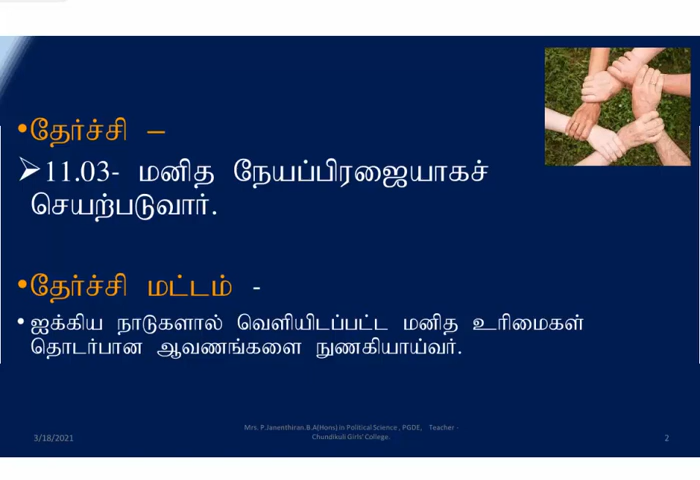 •தேர்ச்சி –
➢11.03- மனித நேயப்பிரஜையாகச்
செயற்படுவார்.
•தேர்ச்சி மட்டம் -
• ஐக்கிய நாடுகளால் வெளியிடப்பட்ட மனித உரிமைகள்
தொடர்பான ஆவணங்களை நுணகியாய்வர்.
3/18/2021
Mrs. P.Janenthiran.B.A(Hons) In Political Science , PGDE, Teacher -
Chundikuli Girls' College.
2